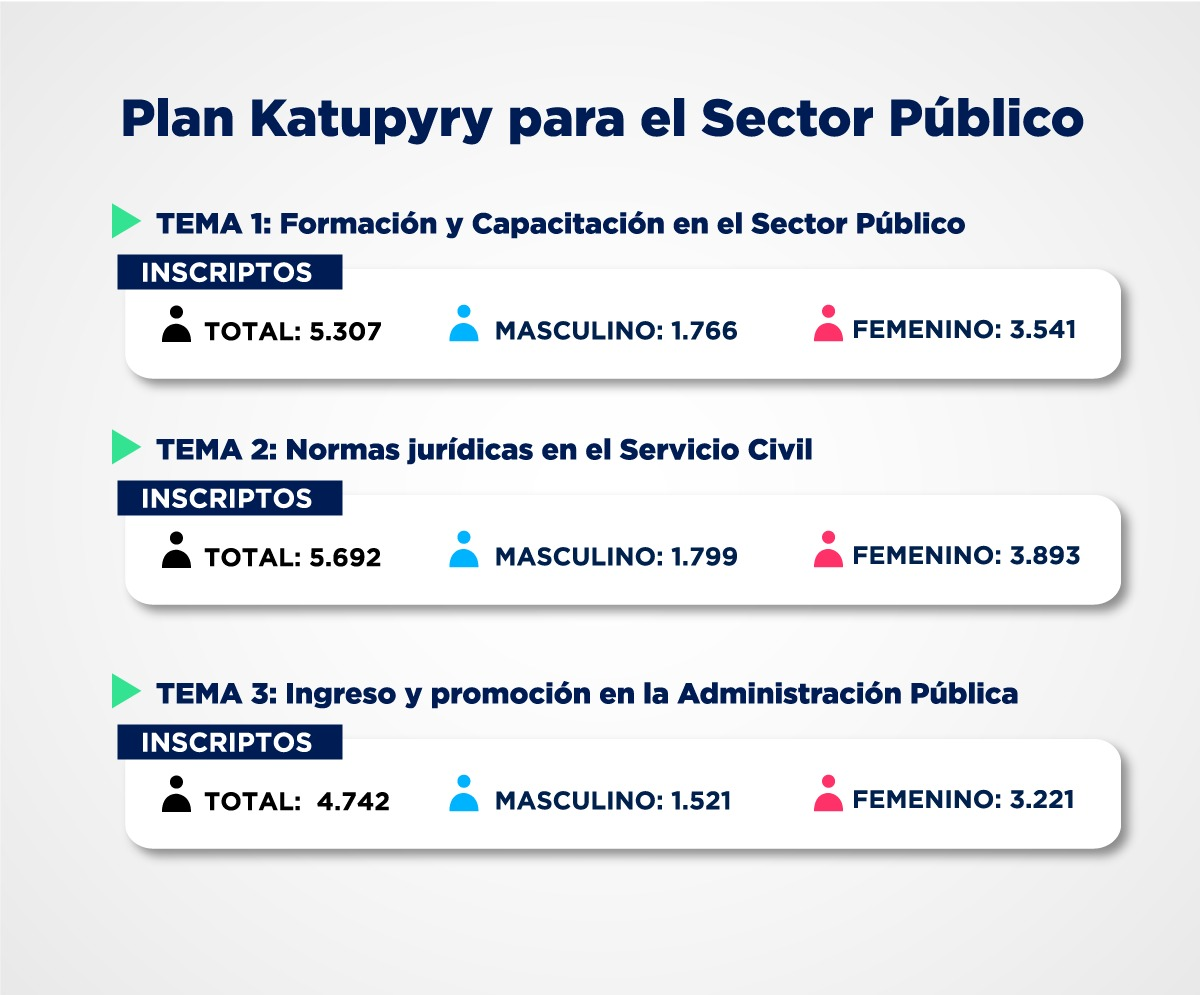 Plan Katupyry para el Sector Público
TEMA 1: Formación y Capacitación en el Sector Público
INSCRIPTOS
TOTAL: 5.307 MASCULINO: 1.766 FEMENINO: 3.541
TEMA 2: Normas jurídicas en el Servicio Civil
INSCRIPTOS
TOTAL: 5.692 MASCULINO: 1.799 FEMENINO: 3.893
TEMA 3: Ingreso y promoción en la Administración Pública
INSCRIPTOS
TOTAL: 4.742 MASCULINO: 1.521 FEMENINO: 3.221